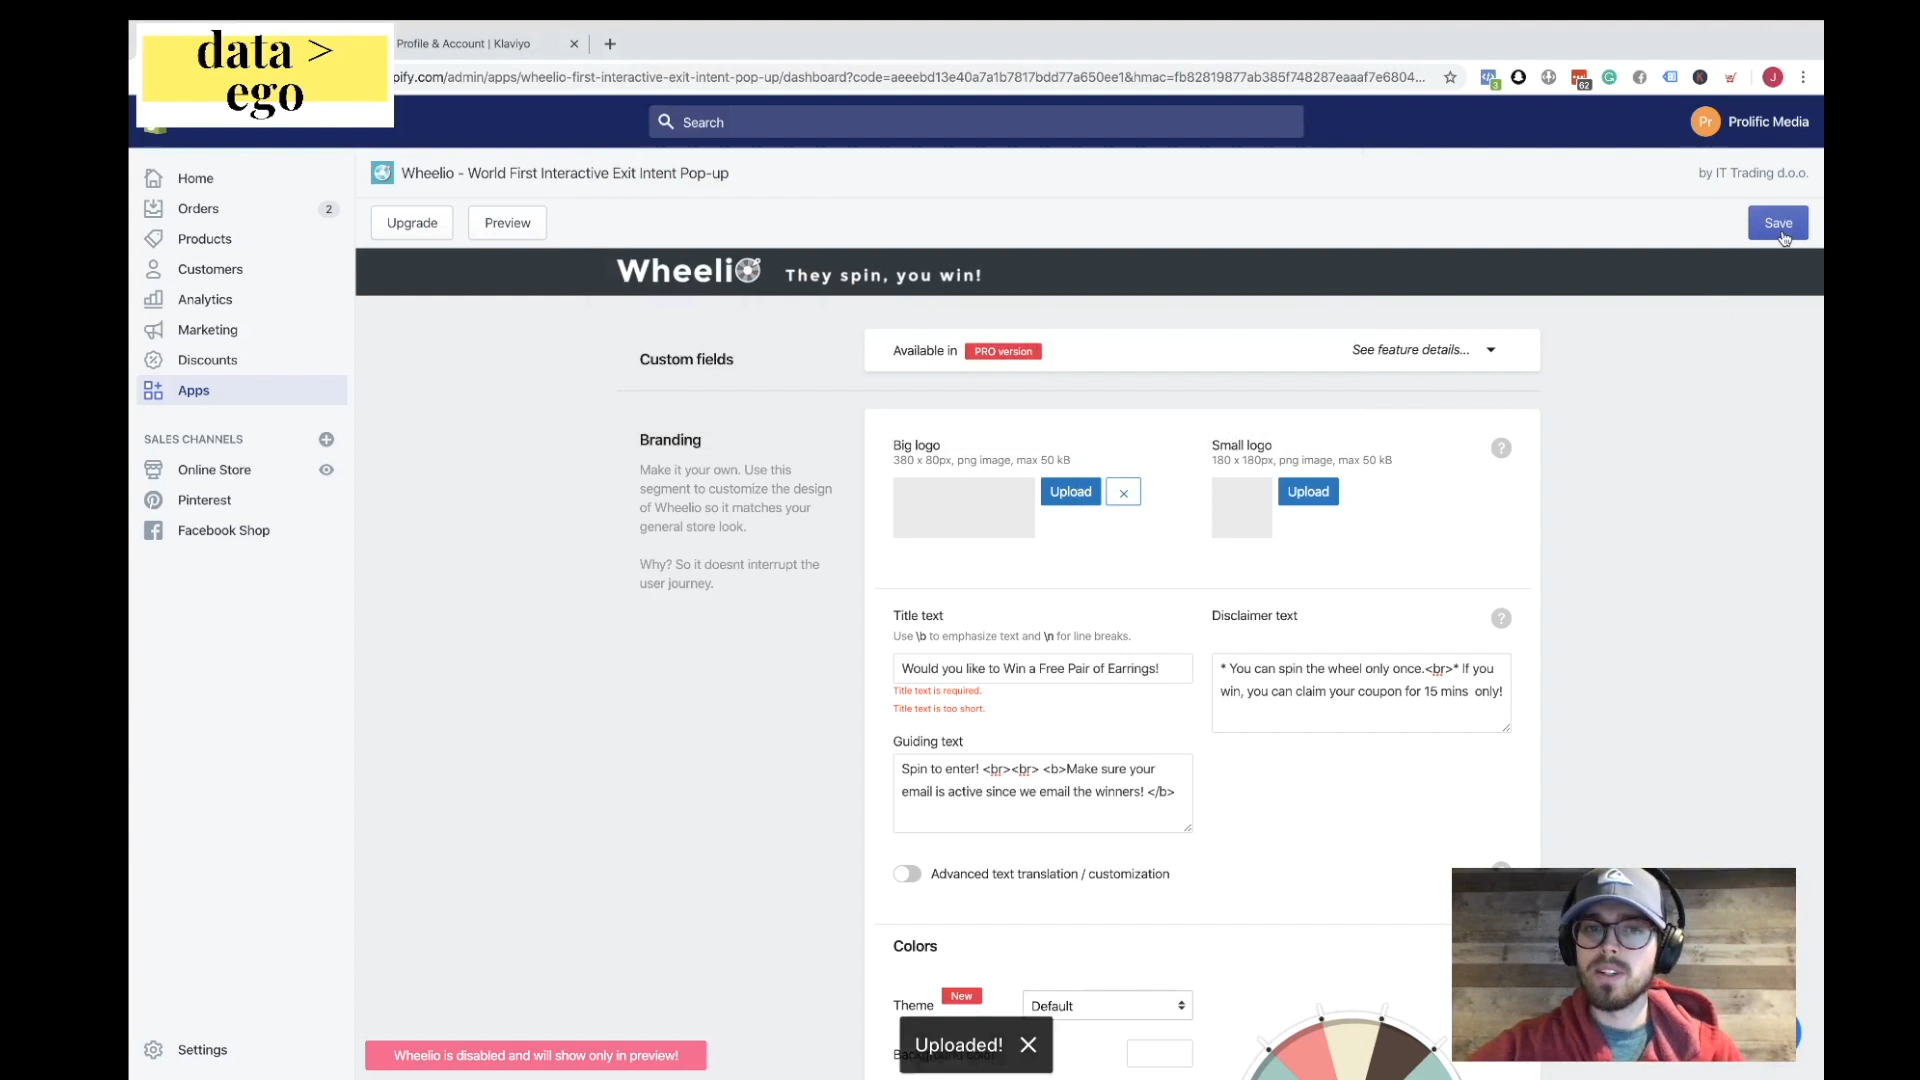 data >
ego
Profile & Account | Klaviyo
pify.com/admin/apps/wheelio-first-interactive-exit-intent-pop-up/dashboard?code=aeeebd13e40a7a1b7817bdd77a650ee1&hmac=fb82819877ab385f748287eaaaf7e6804...
3
62
J
Search
Pr Prolific Media
Home
Orders 2
Products
Customers
Analytics
Marketing
Discounts
Apps
SALES CHANNELS
Online Store
Pinterest
Facebook Shop
Settings
Wheelio - World First Interactive Exit Intent Pop-up
by IT Trading d.o.o.
Upgrade
Preview
Save
Wheelio They spin, you win!
Custom fields
Available in PRO version
See feature details...
Branding
Make it your own. Use this
segment to customize the design
of Wheelio so it matches your
general store look.
Why? So it doesnt interrupt the
user journey.
Big logo
380 x 80px, png image, max 50 kB
Upload ×
Small logo
180 x 180px, png image, max 50 kB
Upload
?
Title text
Use \b to emphasize text and \n for line breaks.
Would you like to Win a Free Pair of Earrings!
Title text is required.
Title text is too short.
Disclaimer text
?
* You can spin the wheel only once.<br>* If you
win, you can claim your coupon for 15 mins only!
Guiding text
Spin to enter! <br><br> <b>Make sure your
email is active since we email the winners! </b>
Advanced text translation / customization
Colors
Theme New
Default
Uploaded!
Wheelio is disabled and will show only in preview!